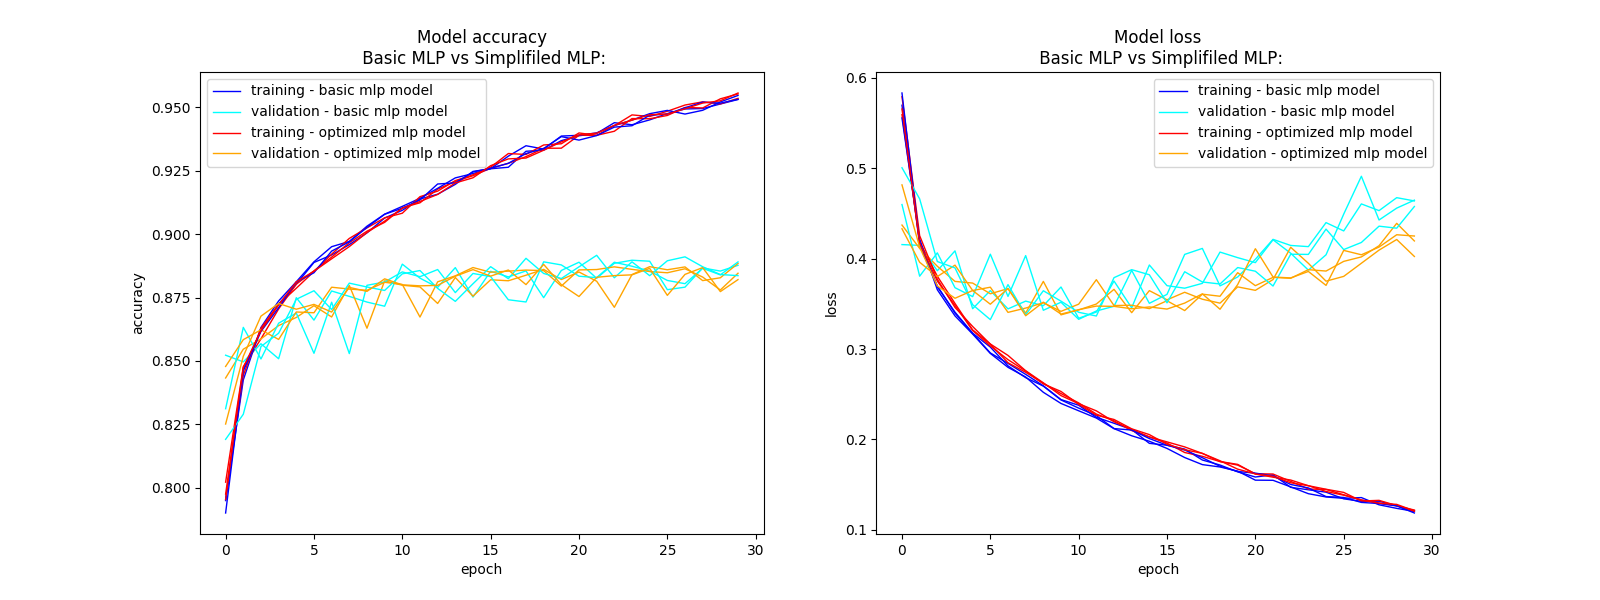 Model accuracy
Basic MLP vs Simplifiled MLP:
training - basic mlp model
validation - basic mlp model
training - optimized mlp model
validation - optimized mlp model
0.950
0.925
0.900
0.875
0.850
0.825
0.800
accuracy
0 5 10 15 20 25 30
epoch
Model loss
Basic MLP vs Simplifiled MLP:
training - basic mlp model
validation - basic mlp model
training - optimized mlp model
validation - optimized mlp model
0.6
0.5
0.4
0.3
0.2
0.1
loss
0 5 10 15 20 25 30
epoch